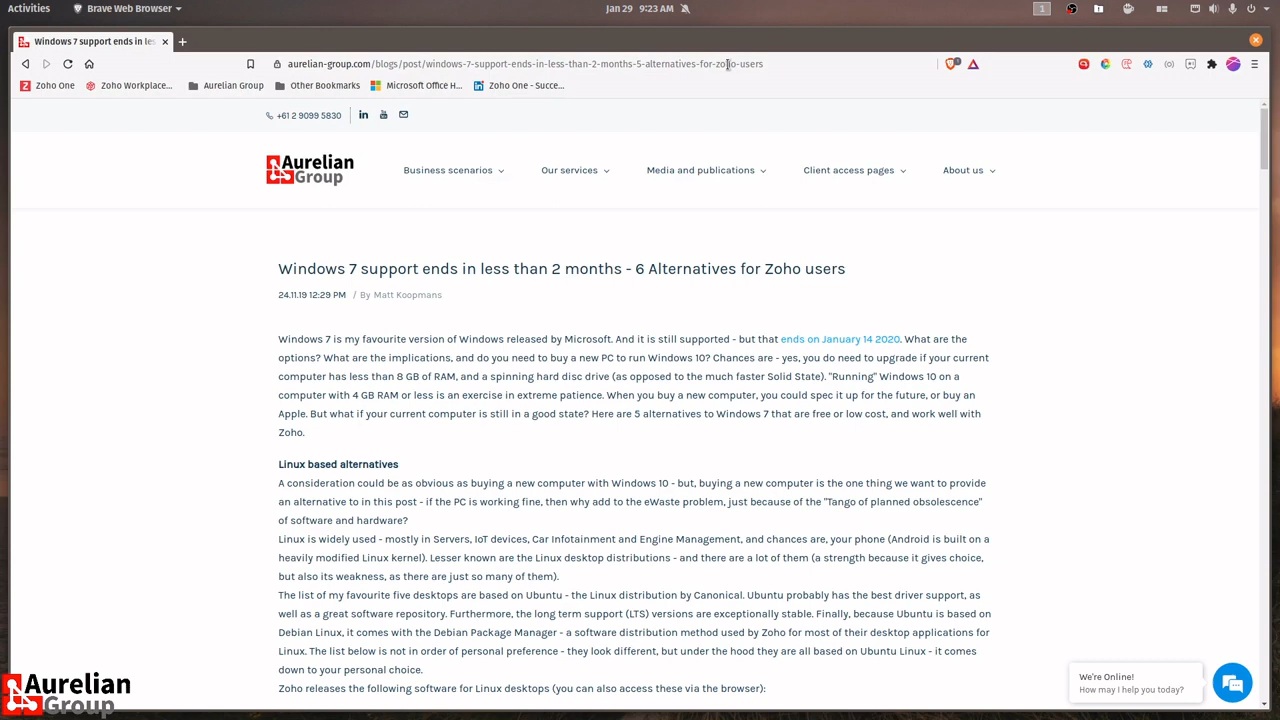 Activities
Brave Web Browser
Jan 29 9:23 AM
1
Windows 7 support ends in les
aurelian-group.com/blogs/post/windows-7-support-ends-in-less-than-2-months-5-alternatives-for-zoho-users
Zoho One
Zoho Workplace...
Aurelian Group
Other Bookmarks
Microsoft Office H...
Zoho One - Succe...
+61 2 9099 5830
Aurelian Group
Business scenarios
Our services
Media and publications
Client access pages
About us
Windows 7 support ends in less than 2 months - 6 Alternatives for Zoho users
24.11.19 12:29 PM / By Matt Koopmans
Windows 7 is my favourite version of Windows released by Microsoft. And it is still supported - but that ends on January 14 2020. What are the
options? What are the implications, and do you need to buy a new PC to run Windows 10? Chances are - yes, you do need to upgrade if your current
computer has less than 8 GB of RAM, and a spinning hard disc drive (as opposed to the much faster Solid State). "Running" Windows 10 on a
computer with 4 GB RAM or less is an exercise in extreme patience. When you buy a new computer, you could spec it up for the future, or buy an
Apple. But what if your current computer is still in a good state? Here are 5 alternatives to Windows 7 that are free or low cost, and work well with
Zoho.
Linux based alternatives
A consideration could be as obvious as buying a new computer with Windows 10 - but, buying a new computer is the one thing we want to provide
an alternative to in this post - if the PC is working fine, then why add to the eWaste problem, just because of the "Tango of planned obsolescence"
of software and hardware?
Linux is widely used - mostly in Servers, IoT devices, Car Infotainment and Engine Management, and chances are, your phone (Android is built on a
heavily modified Linux kernel). Lesser known are the Linux desktop distributions - and there are a lot of them (a strength because it gives choice,
but also its weakness, as there are just so many of them).
The list of my favourite five desktops are based on Ubuntu - the Linux distribution by Canonical. Ubuntu probably has the best driver support, as
well as a great software repository. Furthermore, the long term support (LTS) versions are exceptionally stable. Finally, because Ubuntu is based on
Debian Linux, it comes with the Debian Package Manager - a software distribution method used by Zoho for most of their desktop applications for
Linux. The list below is not in order of personal preference - they look different, but under the hood they are all based on Ubuntu Linux - it comes
down to your personal choice.
Zoho releases the following software for Linux desktops (you can also access these via the browser):
We're Online!
How may I help you today?
Aurelian
Group